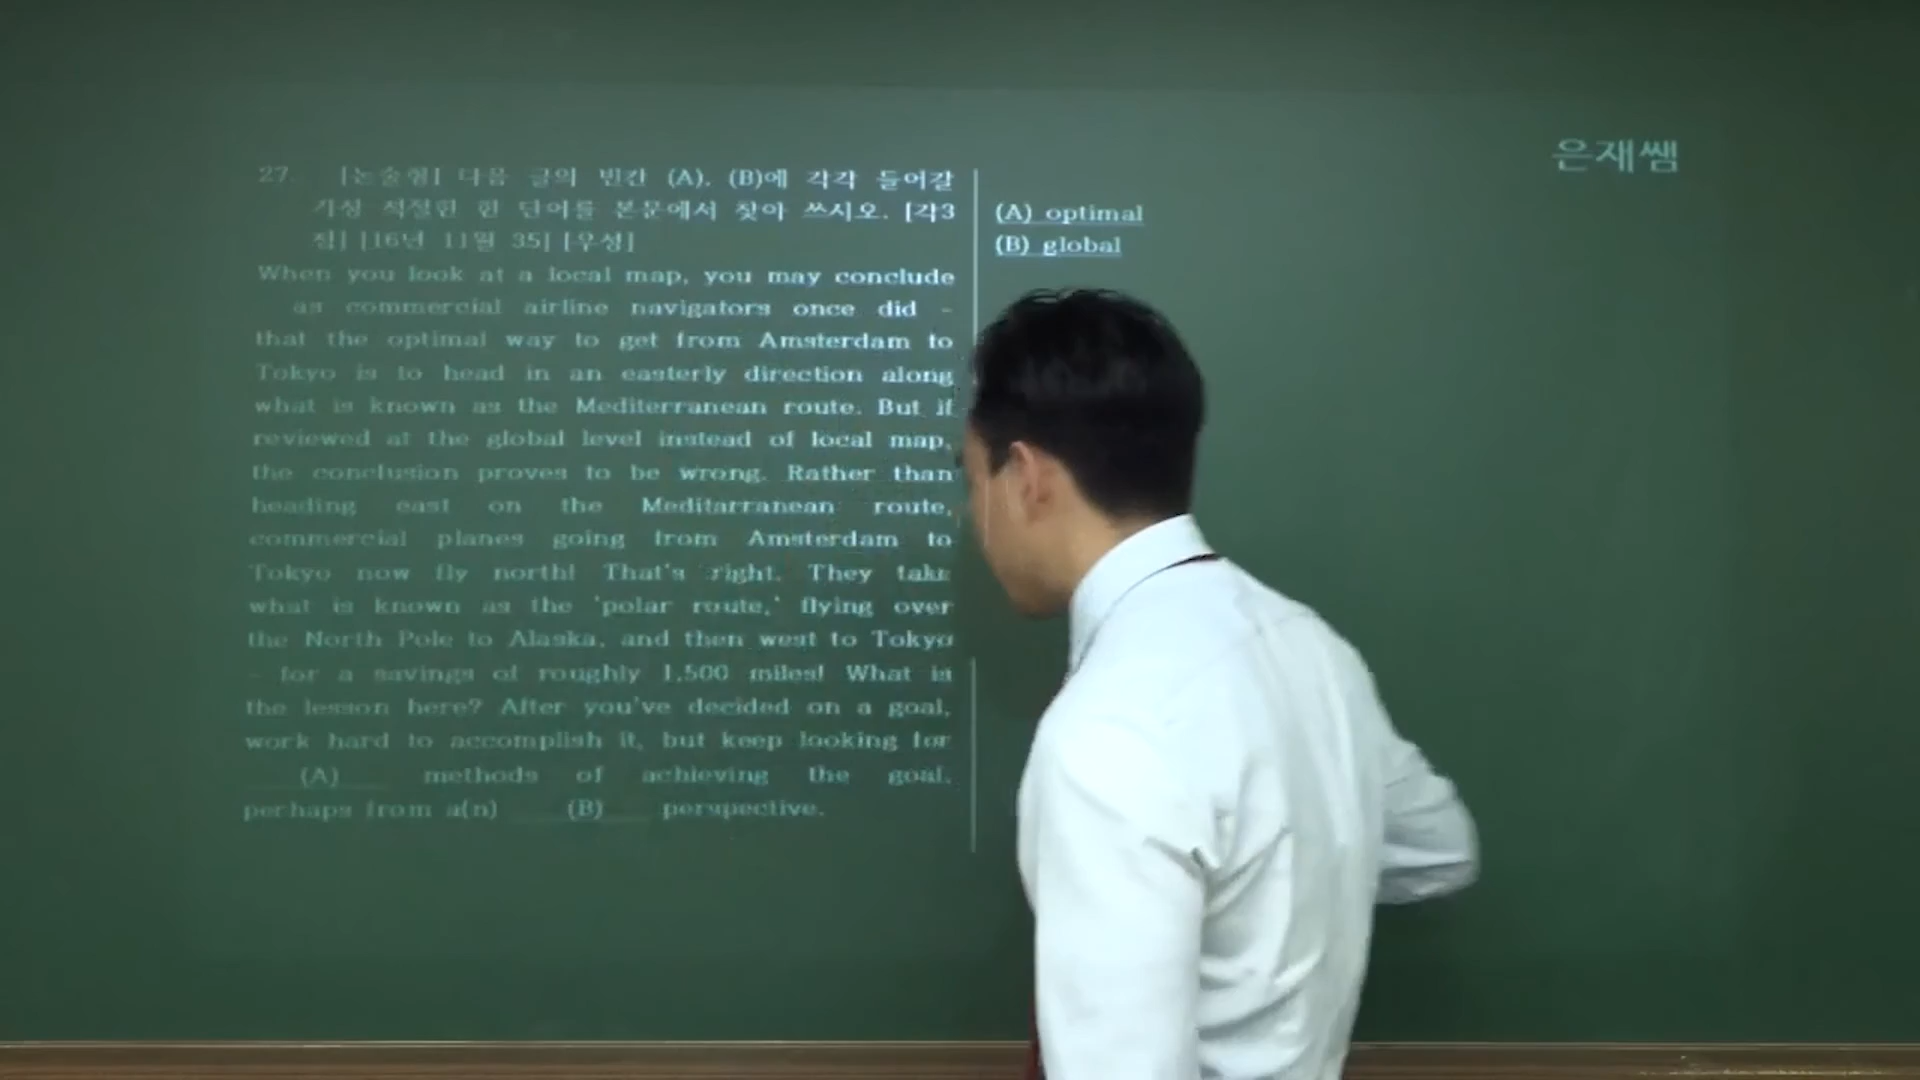 은재쌤
27. [논술형] 다음 글의 빈칸 (A), (B)에 각각 들어갈
가장 적절한 한 단어를 본문에서 찾아 쓰시오. [각3
점] [16년 11월 35] [우성]
When you look at a local map, you may conclude
as commercial airline navigators once did -
that the optimal way to get from Amsterdam to
Tokyo is to head in an easterly direction along
what is known as the Mediterranean route. But if
reviewed at the global level instead of local map,
the conclusion proves to be wrong. Rather than
heading east on the Meditarranean route,
commercial planes going from Amsterdam to
Tokyo now fly north! That's right. They take
what is known as the 'polar route,' flying over
the North Pole to Alaska, and then west to Tokyo
- for a savings of roughly 1,500 miles! What is
the lesson here? After you've decided on a goal,
work hard to accomplish it, but keep looking for
(A) methods of achieving the goal,
perhaps from a(n) (B) perspective.
(A) optimal
(B) global